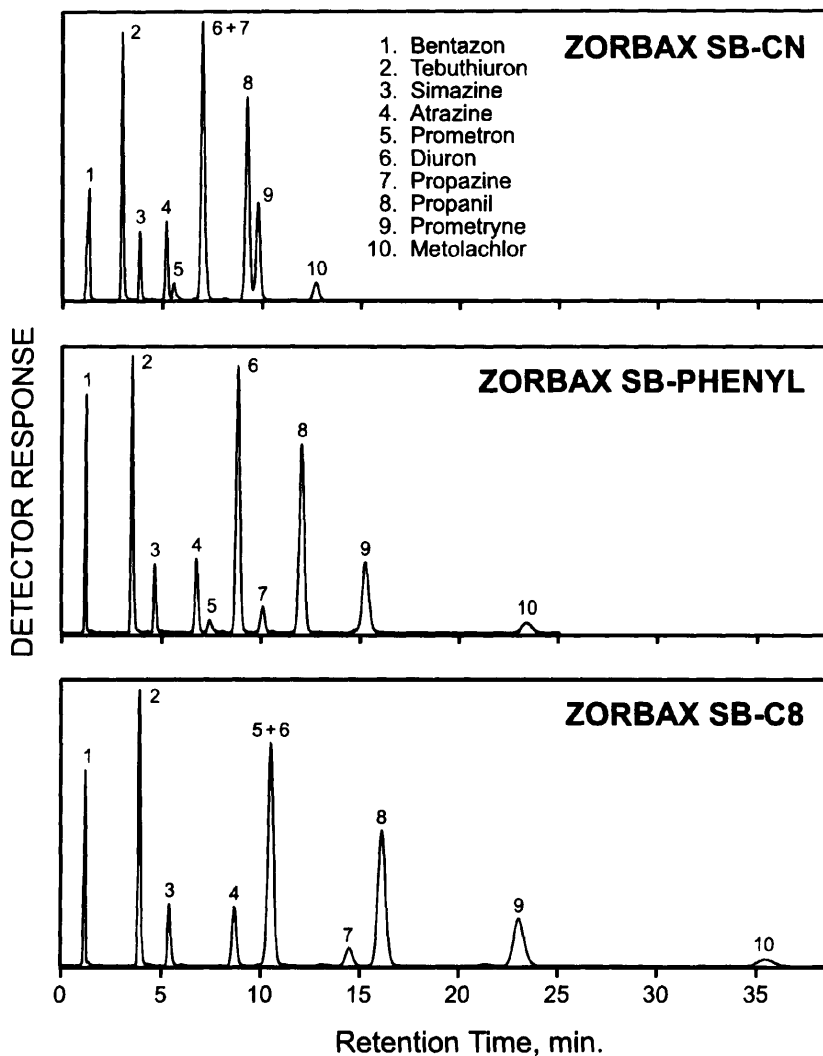 DETECTOR RESPONSE
ZORBAX SB-CN
1. Bentazon
2. Tebuthiuron
3. Simazine
4. Atrazine
5. Prometron
6. Diuron
7. Propazine
8. Propanil
9. Prometryne
10. Metolachlor
1
2
3
4
5
6+7
8
9
10
ZORBAX SB-PHENYL
1
2
3
4
5
6
7
8
9
10
ZORBAX SB-C8
1
2
3
4
5+6
7
8
9
10
0 5 10 15 20 25 30 35
Retention Time, min.